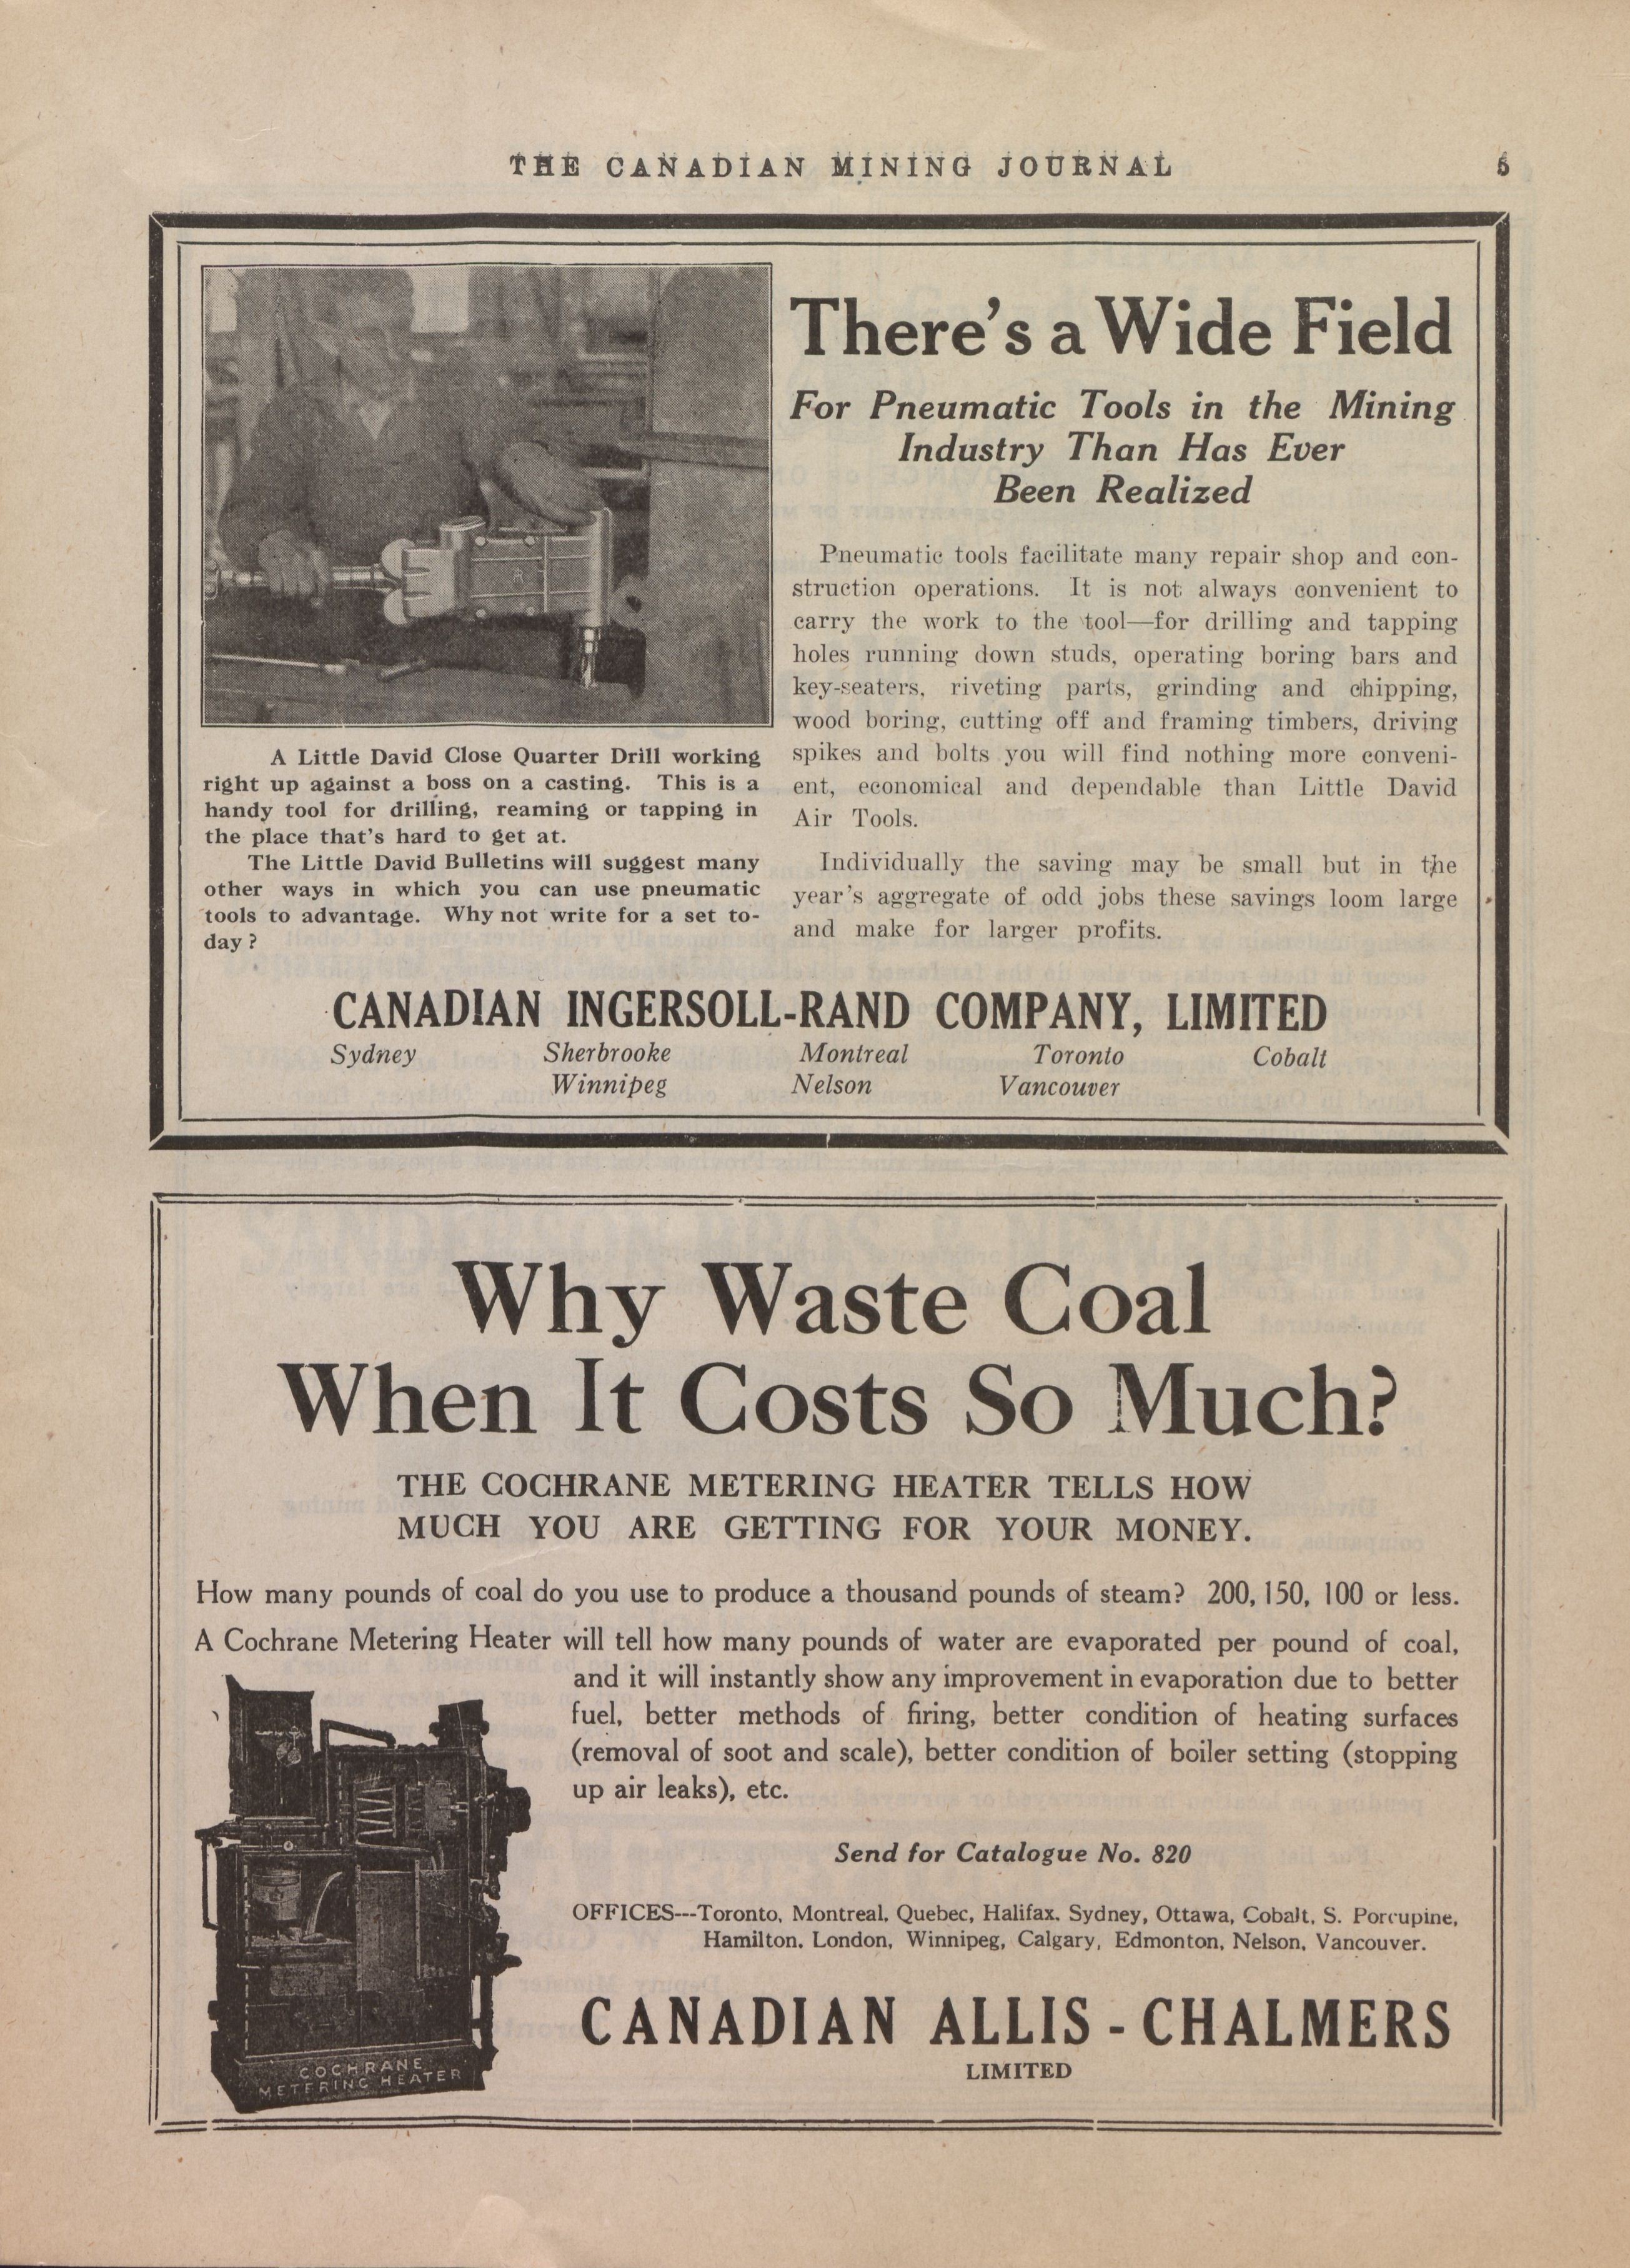 THE CANADIAN MINING JOURNAL 5
There's a Wide Field
For Pneumatic Tools in the Mining
Industry Than Has Ever
Been Realized
Pneumatic tools facilitate many repair shop and con-
struction operations. It is not always convenient to
carry the work to the tool—for drilling and tapping
holes running down studs, operating boring bars and
key-seaters, riveting parts, grinding and chipping,
wood boring, cutting off and framing timbers, driving
spikes and bolts you will find nothing more conveni-
ent, economical and dependable than Little David
Air Tools.
Individually the saving may be small but in the
year's aggregate of odd jobs these savings loom large
and make for larger profits.
A Little David Close Quarter Drill working
right up against a boss on a casting. This is a
handy tool for drilling, reaming or tapping in
the place that's hard to get at.
The Little David Bulletins will suggest many
other ways in which you can use pneumatic
tools to advantage. Why not write for a set to-
day?
CANADIAN INGERSOLL-RAND COMPANY, LIMITED
Sydney Sherbrooke Montreal Toronto Cobalt
Winnipeg Nelson Vancouver
Why Waste Coal
When It Costs So Much?
THE COCHRANE METERING HEATER TELLS HOW
MUCH YOU ARE GETTING FOR YOUR MONEY.
How many pounds of coal do you use to produce a thousand pounds of steam? 200, 150, 100 or less.
A Cochrane Metering Heater will tell how many pounds of water are evaporated per pound of coal,
and it will instantly show any improvement in evaporation due to better
fuel, better methods of firing, better condition of heating surfaces
(removal of soot and scale), better condition of boiler setting (stopping
up air leaks), etc.
Send for Catalogue No. 820
OFFICES---Toronto, Montreal, Quebec, Halifax, Sydney, Ottawa, Cobalt, S. Porcupine,
Hamilton, London, Winnipeg, Calgary, Edmonton, Nelson, Vancouver.
CANADIAN ALLIS-CHALMERS
LIMITED
COCHRANE
METERING HEATER